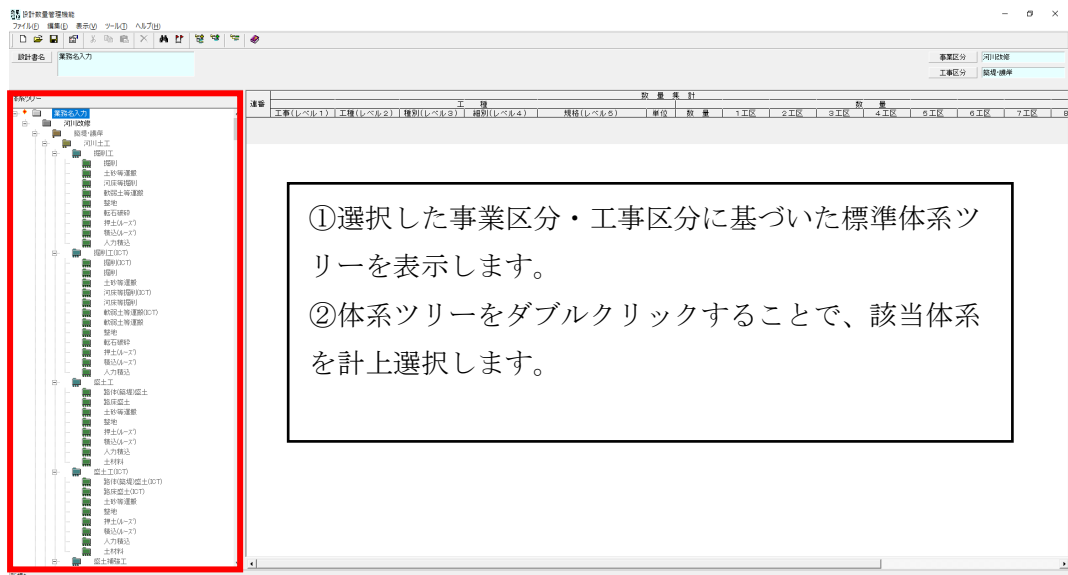 設計数量管理機能
ファイル(F) 編集(E) 表示(V) ツール(T) ヘルプ(H)
設計書名 業務名入力
事業区分 河川改修
工事区分 築堤・護岸
体系ツリー
業務名入力
河川改修
築堤・護岸
河川土工
掘削工
掘削
土砂等運搬
河床等掘削
軟弱土等運搬
整地
転石破砕
押土(ルーズ)
積込(ルーズ)
人力積込
掘削工(ICT)
掘削(ICT)
掘削
土砂等運搬
河床等掘削(ICT)
河床等掘削
軟弱土等運搬(ICT)
軟弱土等運搬
整地
転石破砕
押土(ルーズ)
積込(ルーズ)
人力積込
盛土工
路体(築堤)盛土
路床盛土
土砂等運搬
整地
押土(ルーズ)
積込(ルーズ)
人力積込
土材料
盛土工(ICT)
路体(築堤)盛土(ICT)
路床盛土(ICT)
土砂等運搬
整地
押土(ルーズ)
積込(ルーズ)
人力積込
土材料
盛土補強工
数 量 集 計
連番 工 種 数 量
工事(レベル1) 工種(レベル2) 種別(レベル3) 細別(レベル4) 規格(レベル5) 単位 数 量 1工区 2工区 3工区 4工区 5工区 6工区 7工区 8
①選択した事業区分・工事区分に基づいた標準体系ツ
リーを表示します。
②体系ツリーをダブルクリックすることで、該当体系
を計上選択します。